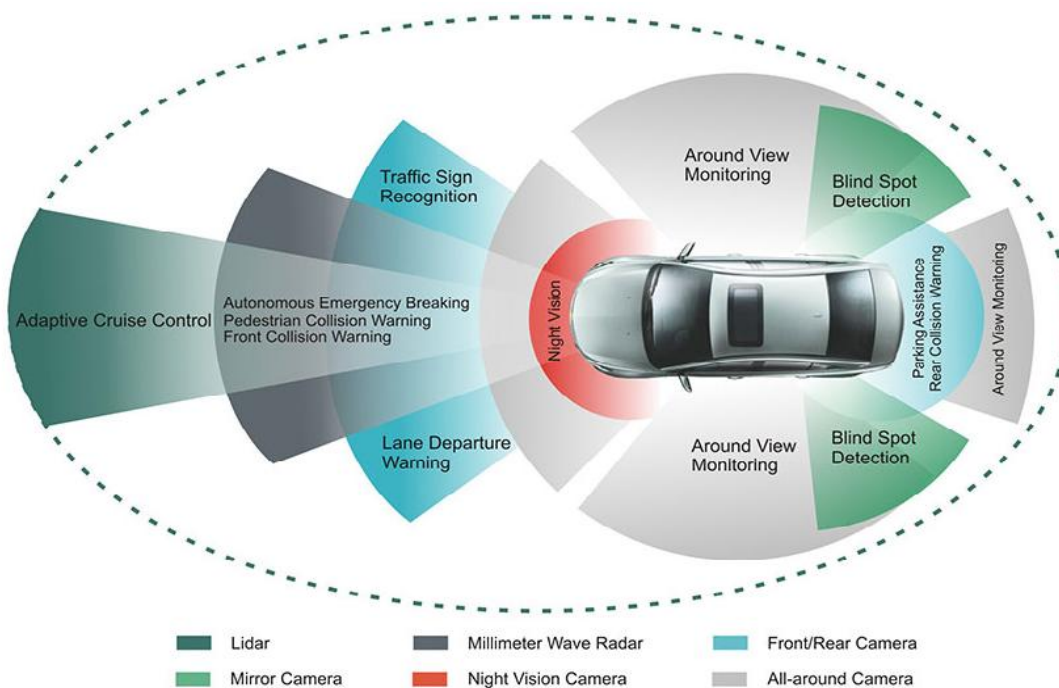 Around View
Monitoring
Blind Spot
Detection
Traffic Sign
Recognition
Adaptive Cruise Control
Autonomous Emergency Breaking
Pedestrian Collision Warning
Front Collision Warning
Night Vision
Parking Assistance
Rear Collision Warning
Around View Monitoring
Lane Departure
Warning
Around View
Monitoring
Blind Spot
Detection
Lidar
Millimeter Wave Radar
Front/Rear Camera
Mirror Camera
Night Vision Camera
All-around Camera